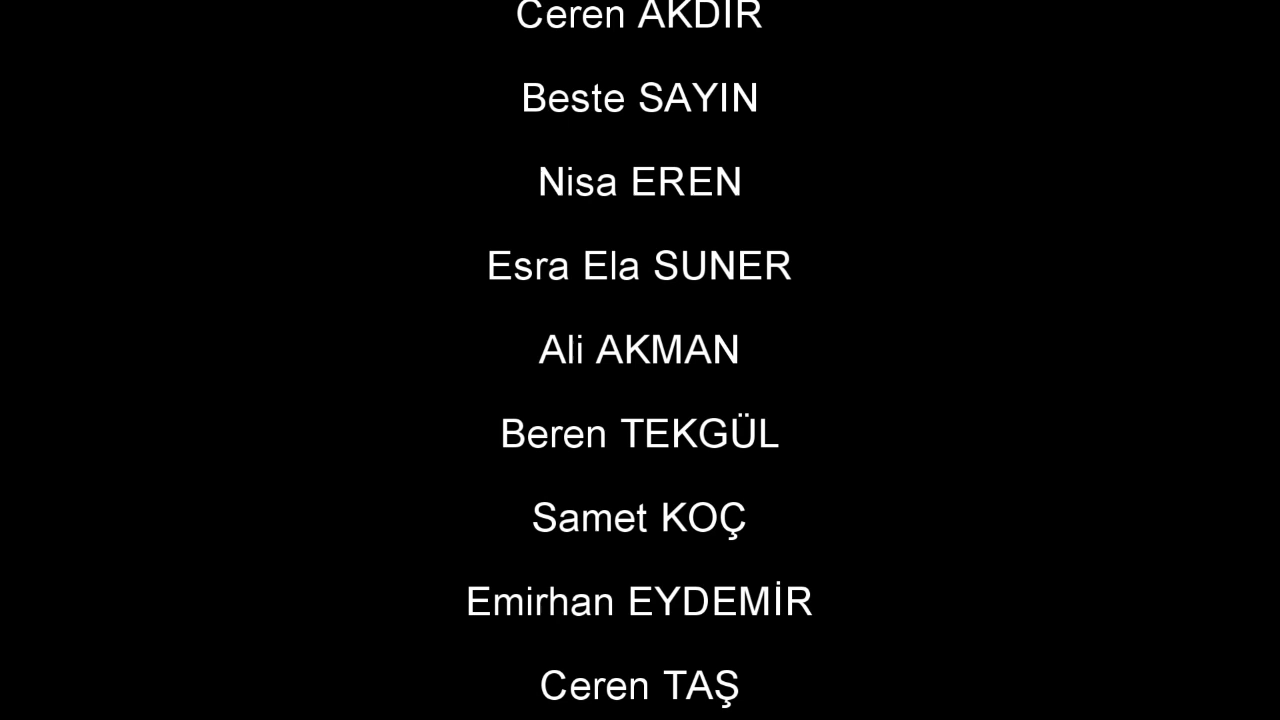 Ceren AKDIR
Beste SAYIN
Nisa EREN
Esra Ela SUNER
Ali AKMAN
Beren TEKGÜL
Samet KOÇ
Emirhan EYDEMİR
Ceren TAŞ